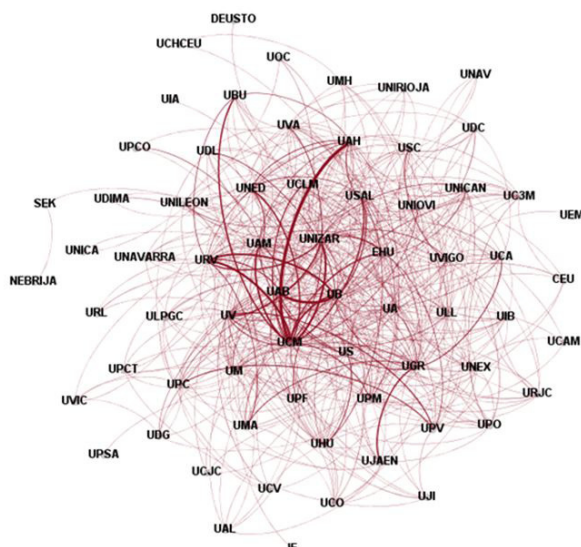 DEUSTO
UCHCEU
UOC
UMH
UNAV
UNIRIOJA
UIA
UBU
UVA
UAH
UDC
UPCO
UDL
USC
UNED
UCLM
USAL
UNICAN
UC3M
SEK
UDIMA
UNILEON
UNIOVI
UEM
UNICA
UNAVARRA
UAM
UNIZAR
EHU
UVIGO
UCA
NEBRIJA
URV
CEU
UAB
UB
URL
ULPGC
UV
UA
ULL
UIB
UCM
US
UCAM
UPCT
UPC
UM
UGR
UNEX
UVIC
UPF
UPM
URJC
UDG
UMA
UHU
UPV
UPO
UPSA
UJAEN
UCJC
UCV
UCO
UJI
UAL